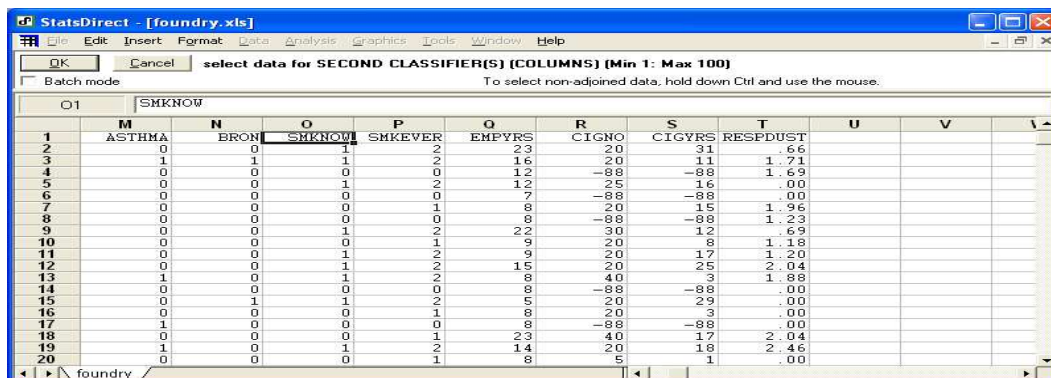 StatsDirect - [foundry.xls]
File Edit Insert Format Data Analysis Graphics Tools Window Help
OK Cancel select data for SECOND CLASSIFIER(S) (COLUMNS) (Min 1: Max 100)
Batch mode To select non-adjoined data, hold down Ctrl and use the mouse.
O1 SMKNOW
M N O P Q R S T U V
1 ASTHMA BRON SMKNOW SMKEVER EMPYRS CIGNO CIGYRS RESPDUST
2 0 0 1 2 23 20 31 .66
3 1 1 1 2 16 20 11 1.71
4 0 0 0 0 12 -88 -88 1.69
5 0 0 1 2 12 25 16 .00
6 0 0 0 0 7 -88 -88 .00
7 0 0 0 1 8 20 15 1.96
8 0 0 0 0 8 -88 -88 1.23
9 0 0 1 2 22 30 12 .69
10 0 0 0 1 9 20 8 1.18
11 0 0 1 2 9 20 17 1.20
12 0 0 1 2 15 20 25 2.04
13 1 0 1 2 8 40 3 1.88
14 0 0 0 0 8 -88 -88 .00
15 0 1 1 2 5 20 29 .00
16 0 0 0 1 8 20 3 .00
17 1 0 0 0 8 -88 -88 .00
18 0 0 0 1 23 40 17 2.04
19 1 0 1 2 14 20 18 2.46
20 0 0 0 1 8 5 1 .00
foundry